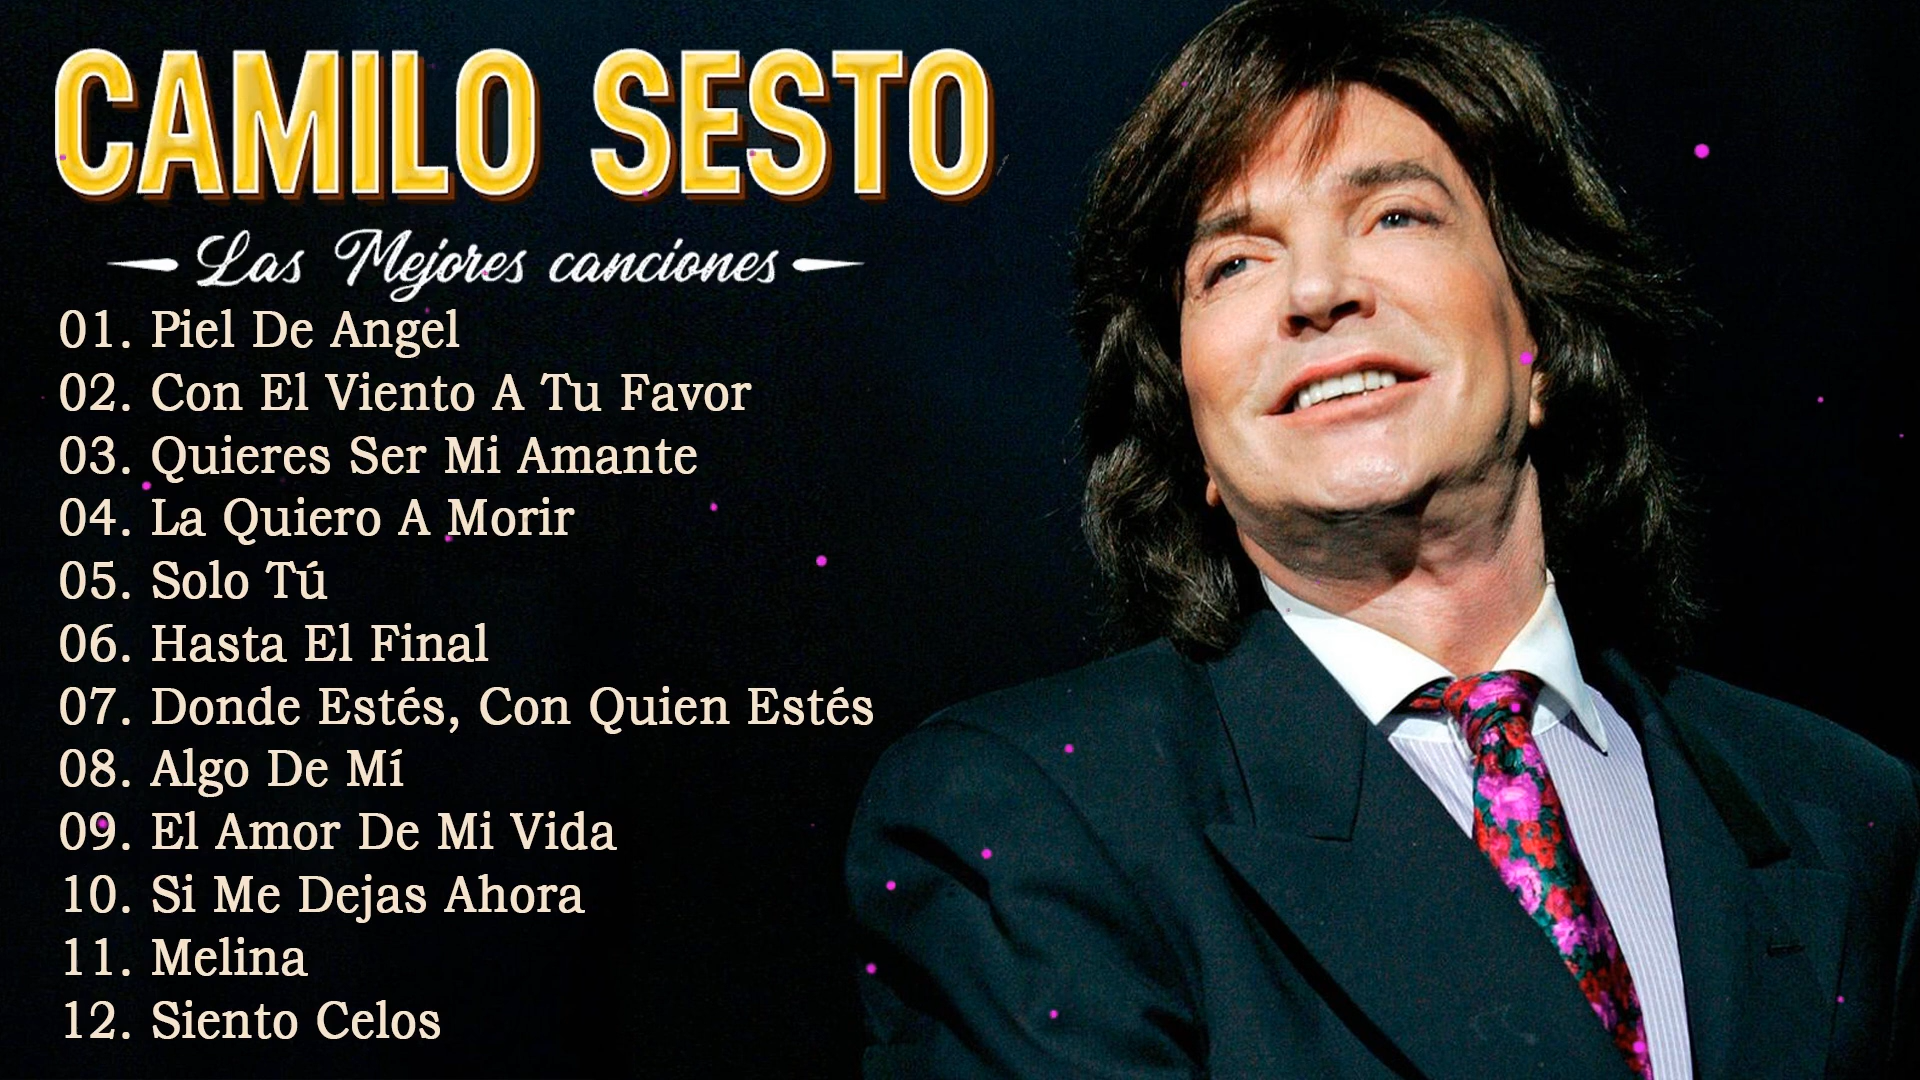 CAMILO SESTO
Las Mejores canciones
01. Piel De Angel
02. Con El Viento A Tu Favor
03. Quieres Ser Mi Amante
04. La Quiero A Morir
05. Solo Tú
06. Hasta El Final
07. Donde Estés, Con Quien Estés
08. Algo De Mí
09. El Amor De Mi Vida
10. Si Me Dejas Ahora
11. Melina
12. Siento Celos